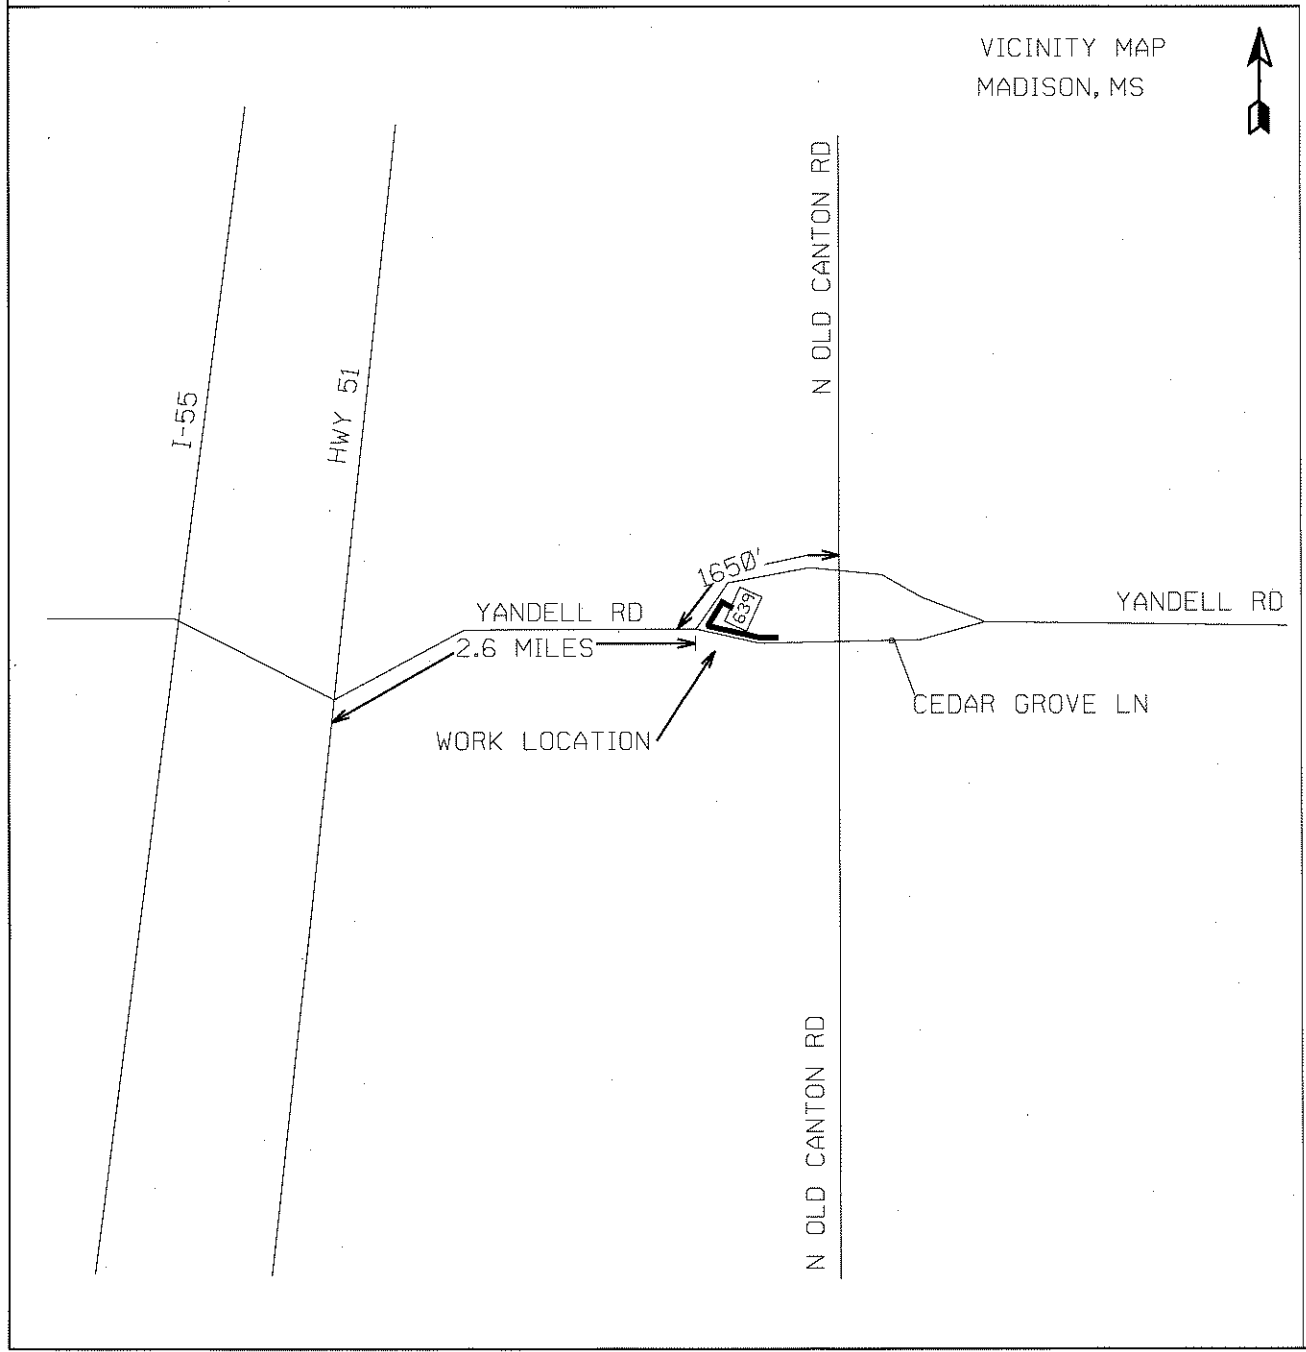 VICINITY MAP
MADISON, MS
N OLD CANTON RD
I-55
HWY 51
1650'
639
YANDELL RD
YANDELL RD
2.6 MILES
CEDAR GROVE LN
WORK LOCATION
N OLD CANTON RD